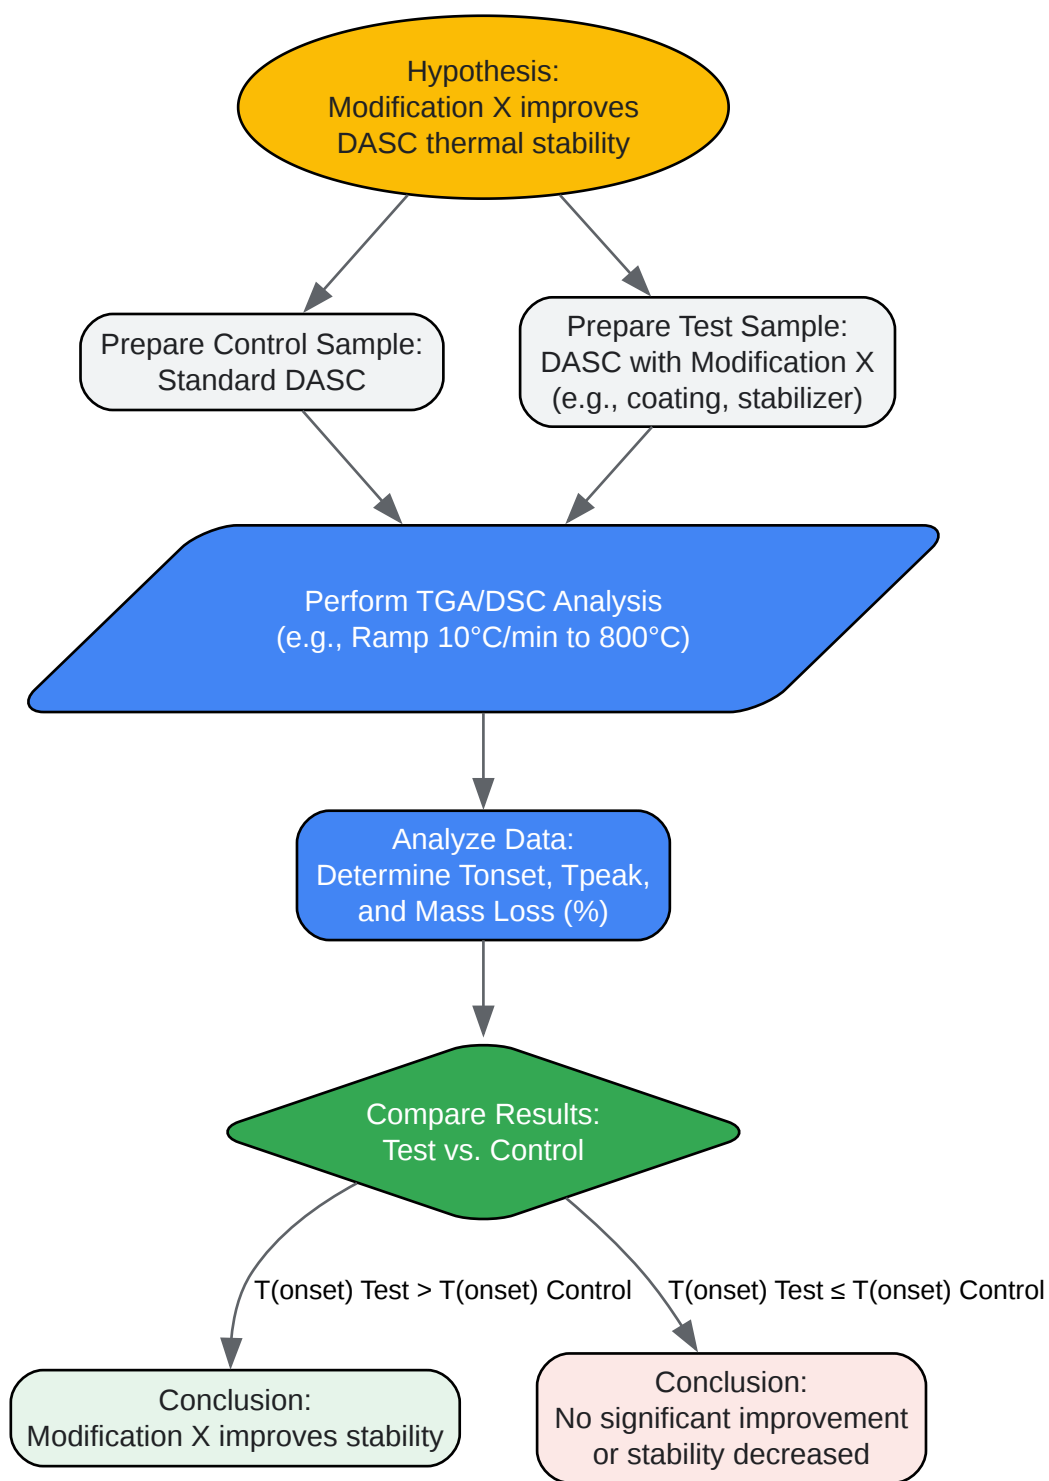 Hypothesis:
Modification X improves
DASC thermal stability
Prepare Control Sample:
Standard DASC
Prepare Test Sample:
DASC with Modification X
(e.g., coating, stabilizer)
Perform TGA/DSC Analysis
(e.g., Ramp 10°C/min to 800°C)
Analyze Data:
Determine Tonset, Tpeak,
and Mass Loss (%)
Compare Results:
Test vs. Control
T(onset) Test > T(onset) Control
T(onset) Test ≤ T(onset) Control
Conclusion:
Modification X improves stability
Conclusion:
No significant improvement
or stability decreased